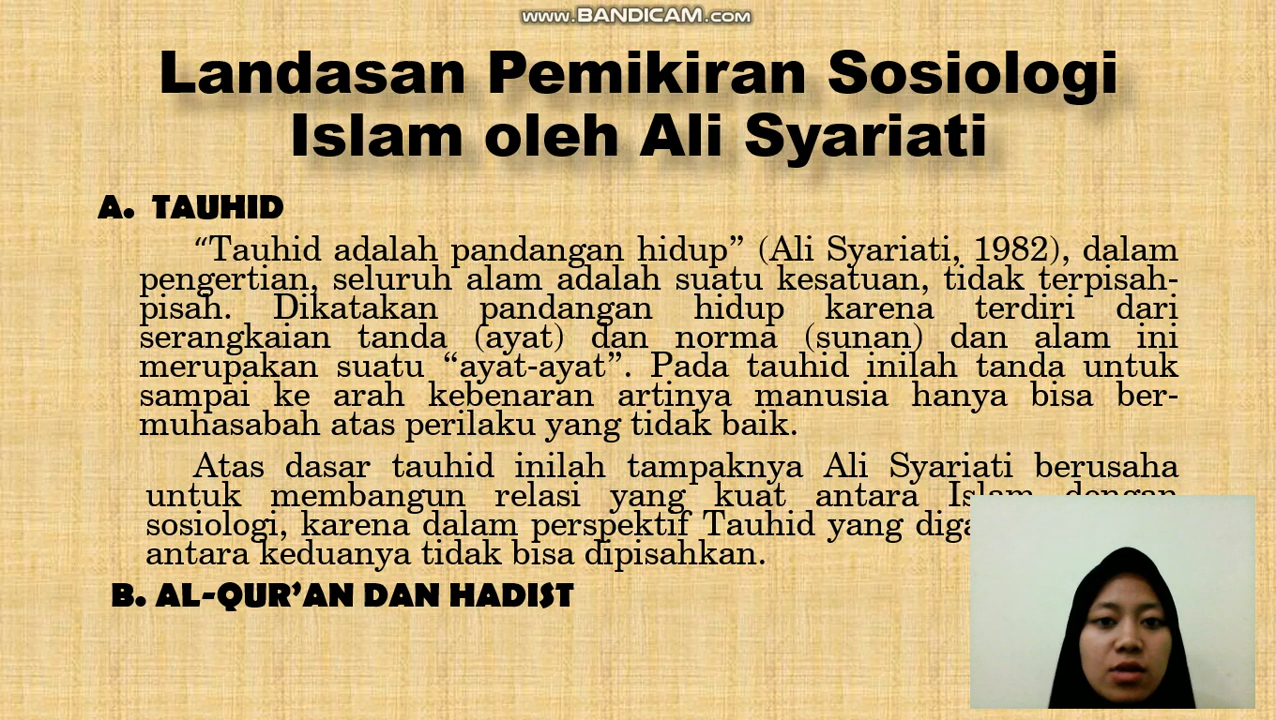 WWW.BANDICAM.COM
Landasan Pemikiran Sosiologi
Islam oleh Ali Syariati
A. TAUHID
“Tauhid adalah pandangan hidup” (Ali Syariati, 1982), dalam
pengertian, seluruh alam adalah suatu kesatuan, tidak terpisah-
pisah. Dikatakan pandangan hidup karena terdiri dari
serangkaian tanda (ayat) dan norma (sunan) dan alam ini
merupakan suatu “ayat-ayat”. Pada tauhid inilah tanda untuk
sampai ke arah kebenaran artinya manusia hanya bisa ber-
muhasabah atas perilaku yang tidak baik.
Atas dasar tauhid inilah tampaknya Ali Syariati berusaha
untuk membangun relasi yang kuat antara Islam dengan
sosiologi, karena dalam perspektif Tauhid yang
antara keduanya tidak bisa dipisahkan.
B. AL-QUR’AN DAN HADIST